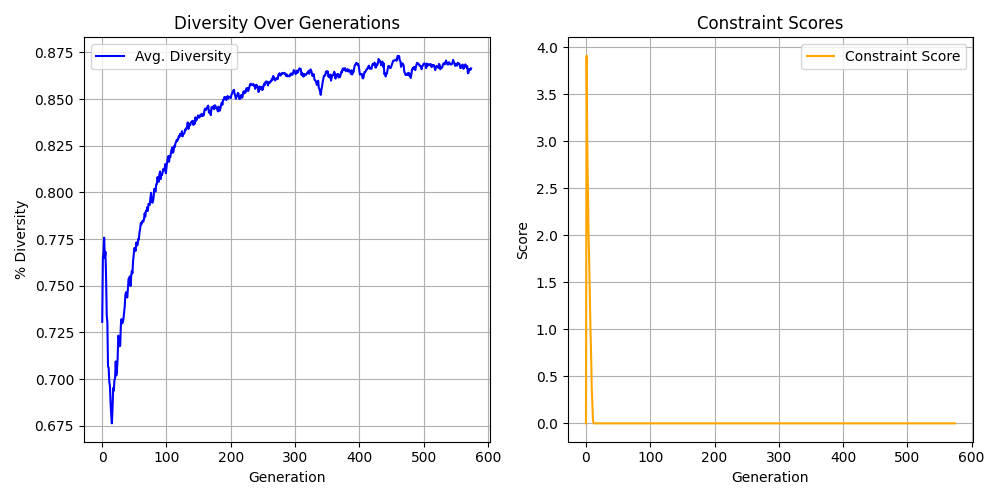 Diversity Over Generations
Avg. Diversity
% Diversity
0.875
0.850
0.825
0.800
0.775
0.750
0.725
0.700
0.675
0 100 200 300 400 500 600
Generation
Constraint Scores
Constraint Score
Score
4.0
3.5
3.0
2.5
2.0
1.5
1.0
0.5
0.0
0 100 200 300 400 500 600
Generation